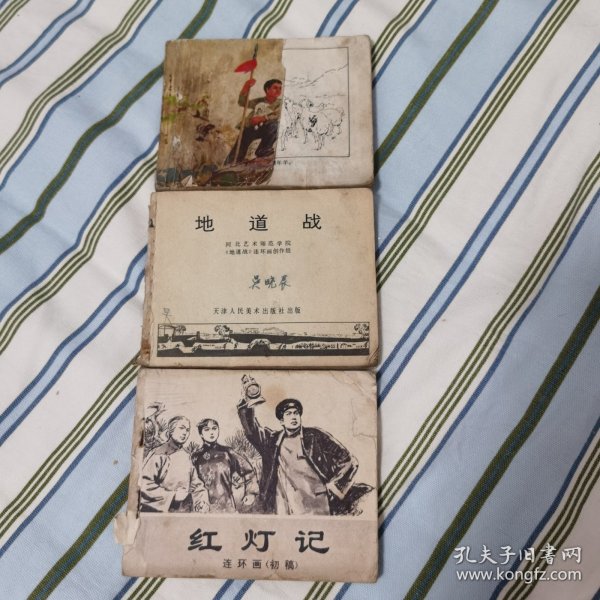 地道战
河北艺术师范学院
《地道战》连环画创作组
吴晓晨
天津人民美术出版社出版
红灯记
连环画(初稿)
孔夫子旧书网
www.kongfz.com